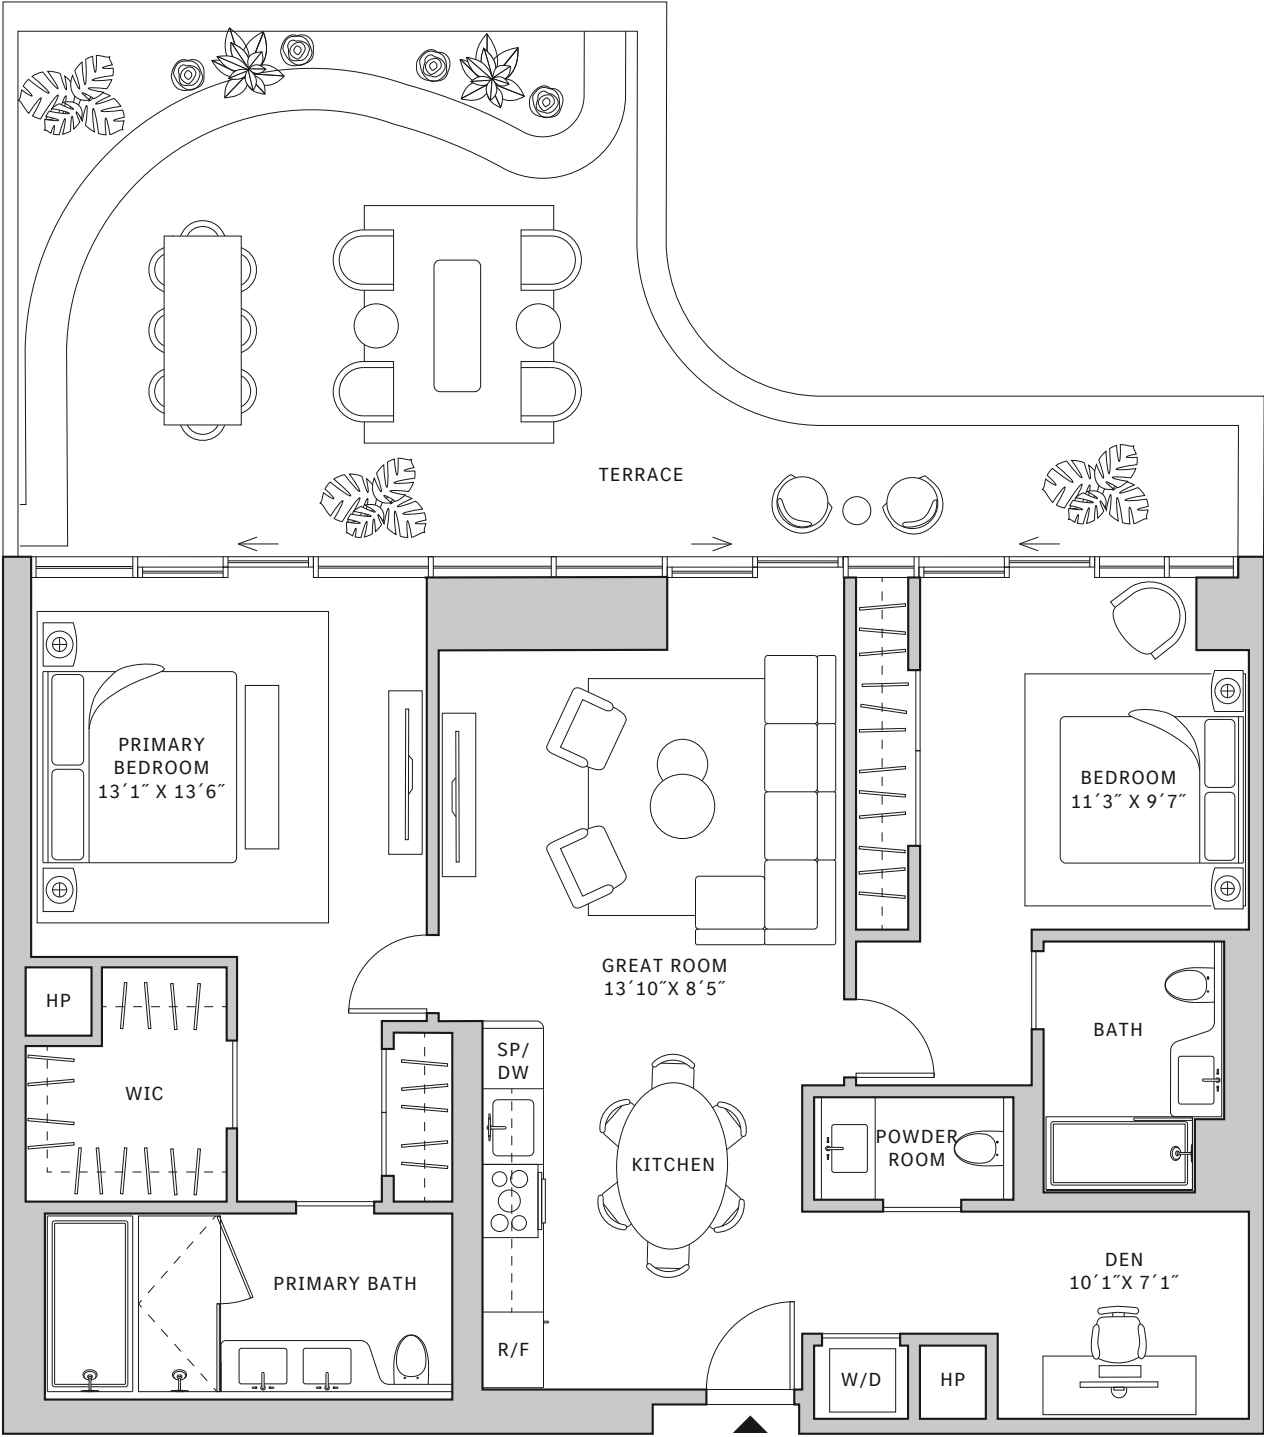 TERRACE
PRIMARY
BEDROOM
13´1˝ X 13´6˝
BEDROOM
11´3˝ X 9´7˝
GREAT ROOM
13´10˝X 8´5˝
HP
WIC
SP/
DW
BATH
KITCHEN
POWDER
ROOM
PRIMARY BATH
DEN
10´1˝X 7´1˝
R/F
W/D
HP